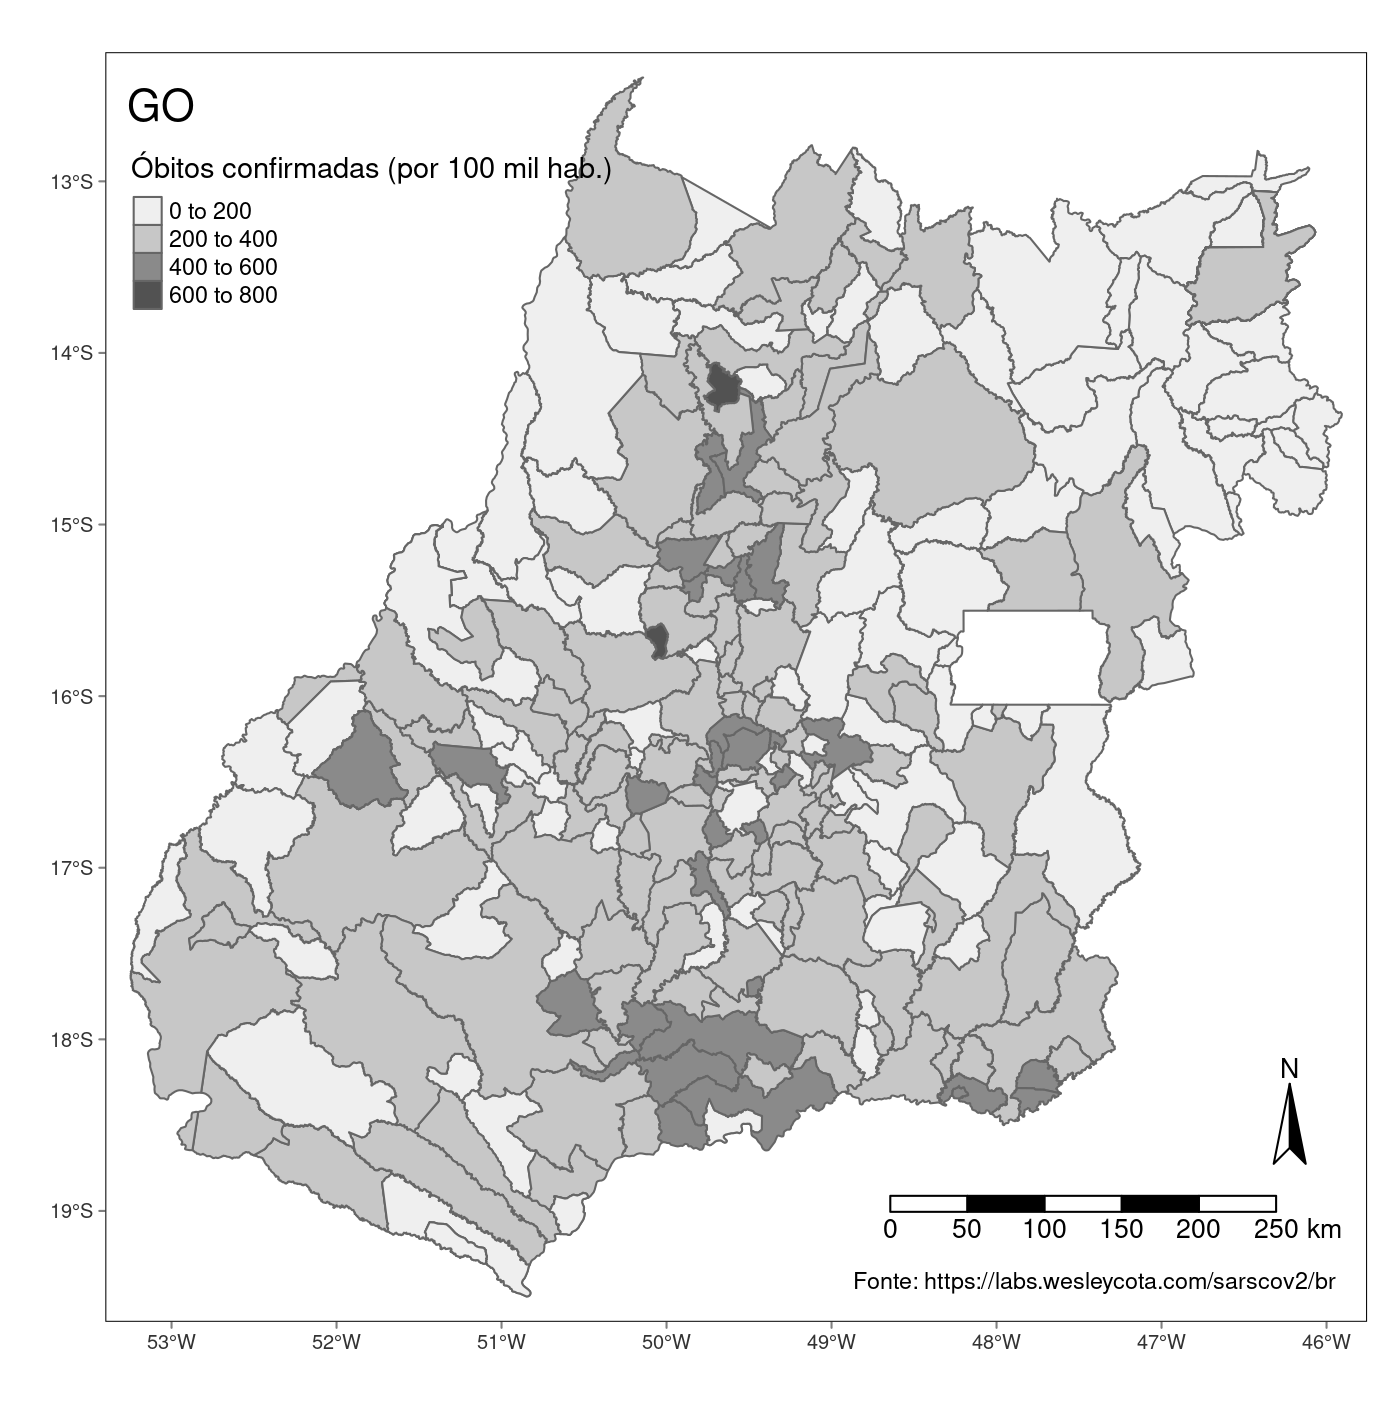 GO
Óbitos confirmadas (por 100 mil hab.)
0 to 200
200 to 400
400 to 600
600 to 800
13°S
14°S
15°S
16°S
17°S
18°S
19°S
N
0 50 100 150 200 250 km
Fonte: https://labs.wesleycota.com/sarscov2/br
53°W 52°W 51°W 50°W 49°W 48°W 47°W 46°W